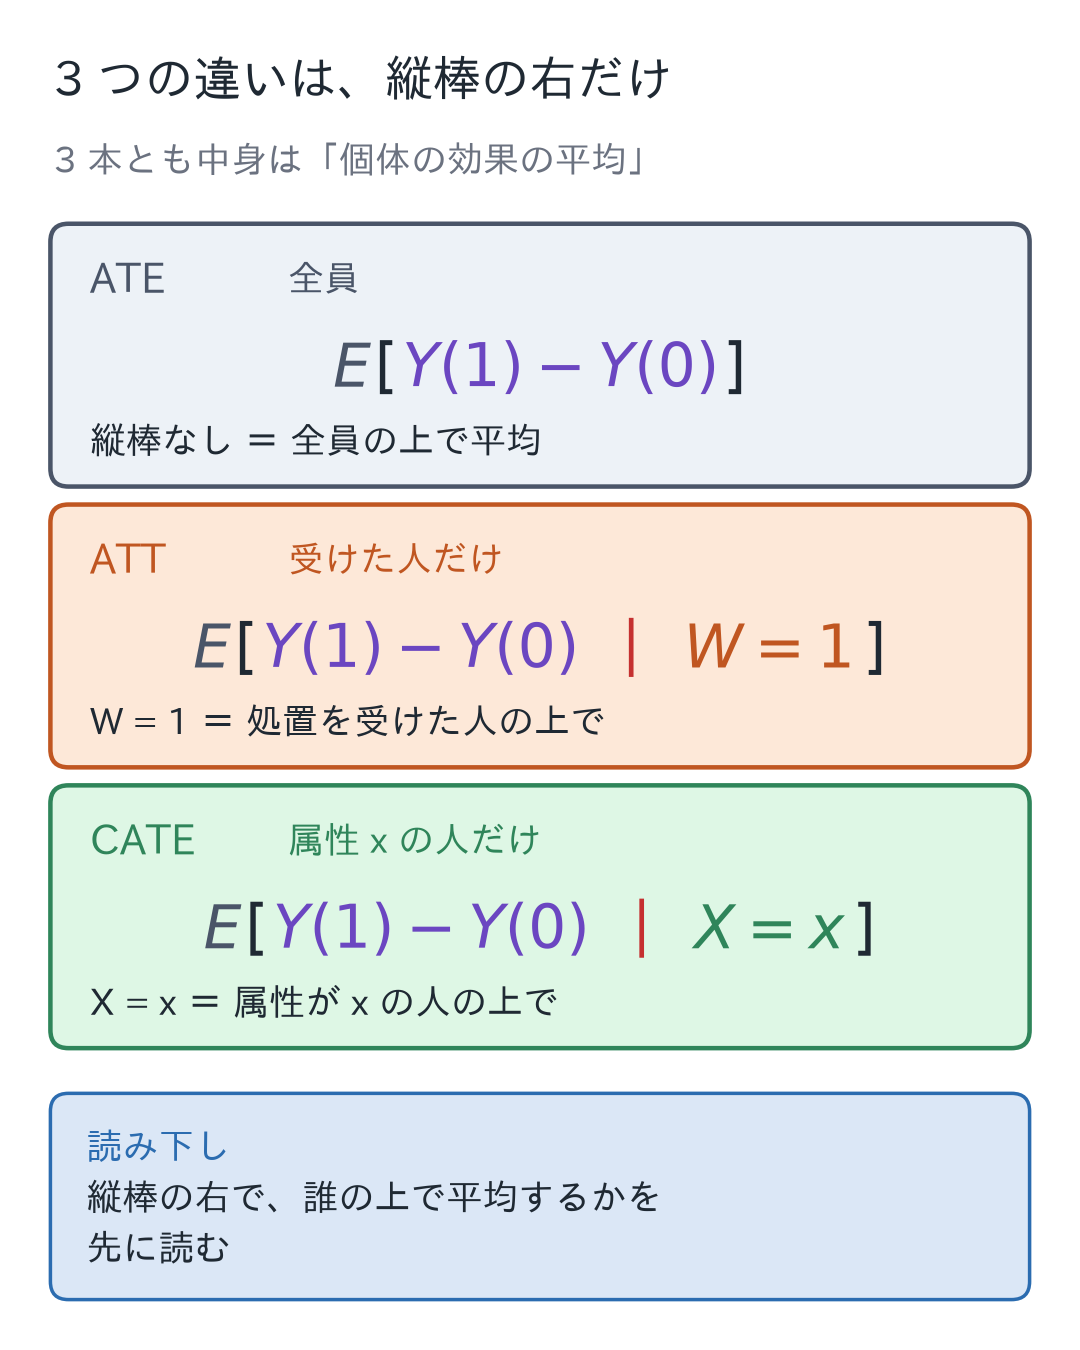 3 つの違いは、縦棒の右だけ
3 本とも中身は「個体の効果の平均」
ATE 全員
E[Y(1) − Y(0)]
縦棒なし ＝ 全員の上で平均
ATT 受けた人だけ
E[Y(1) − Y(0) | W = 1]
W = 1 ＝ 処置を受けた人の上で
CATE 属性 x の人だけ
E[Y(1) − Y(0) | X = x]
X = x ＝ 属性が x の人の上で
読み下し
縦棒の右で、誰の上で平均するかを
先に読む